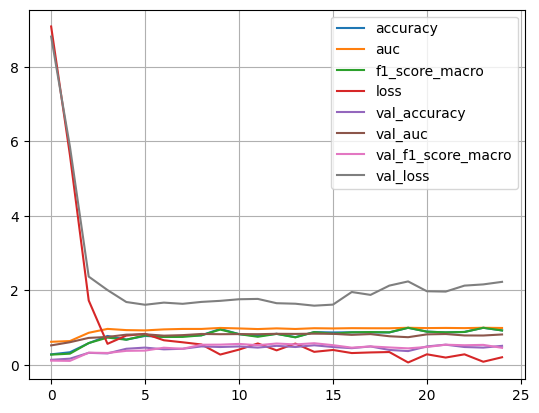 accuracy
auc
f1_score_macro
loss
val_accuracy
val_auc
val_f1_score_macro
val_loss
8
6
4
2
0
0 5 10 15 20 25